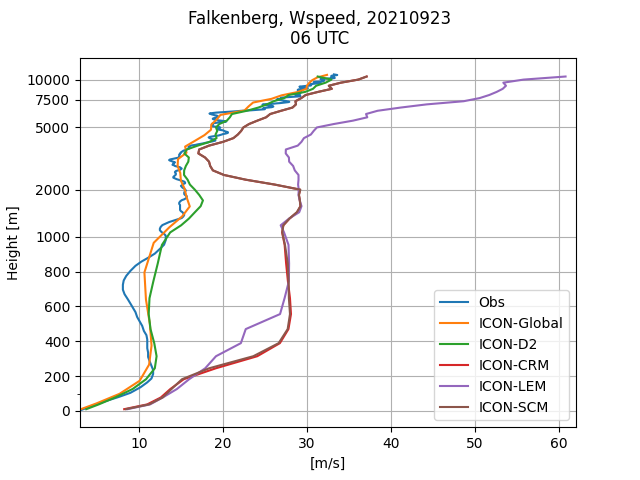 Falkenberg, Wspeed, 20210923
06 UTC
10000
7500
5000
2000
1000
800
600
400
200
0
Height [m]
10
20
30
40
50
60
[m/s]
Obs
ICON-Global
ICON-D2
ICON-CRM
ICON-LEM
ICON-SCM